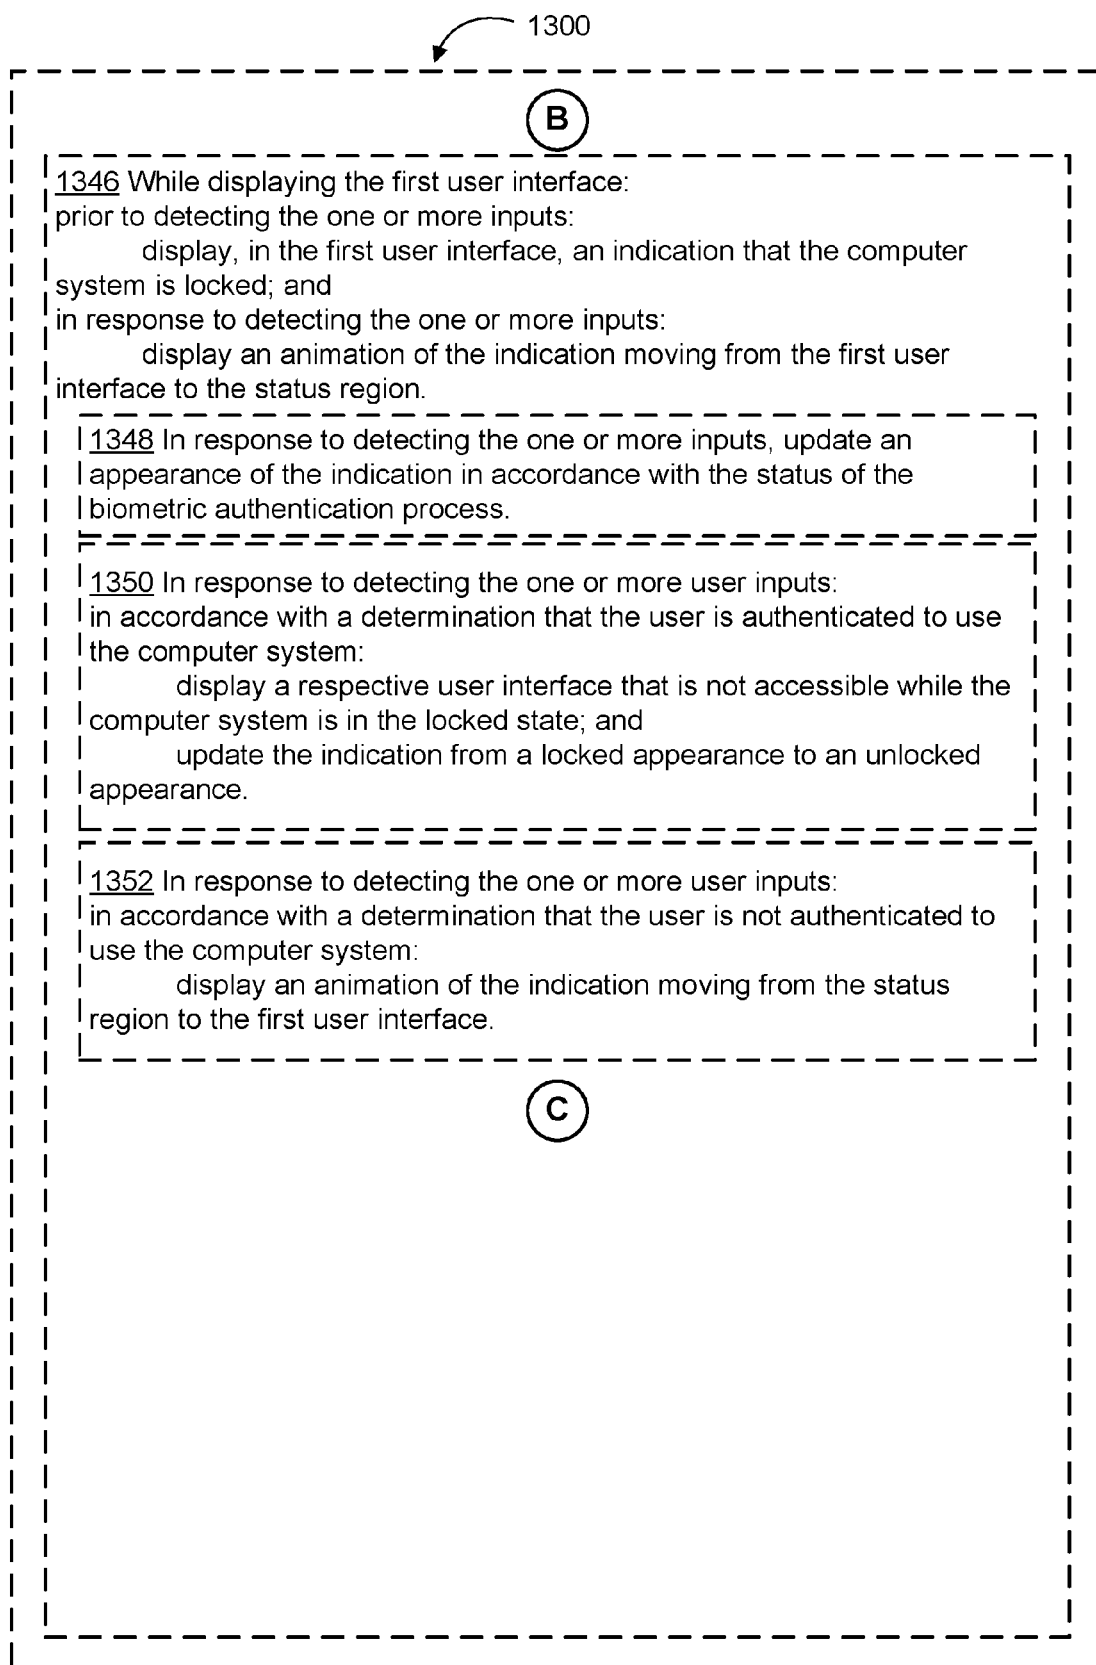 1300
B
1346 While displaying the first user interface:
prior to detecting the one or more inputs:
display, in the first user interface, an indication that the computer
system is locked; and
in response to detecting the one or more inputs:
display an animation of the indication moving from the first user
interface to the status region.
1348 In response to detecting the one or more inputs, update an
appearance of the indication in accordance with the status of the
biometric authentication process.
1350 In response to detecting the one or more user inputs:
in accordance with a determination that the user is authenticated to use
the computer system:
display a respective user interface that is not accessible while the
computer system is in the locked state; and
update the indication from a locked appearance to an unlocked
appearance.
1352 In response to detecting the one or more user inputs:
in accordance with a determination that the user is not authenticated to
use the computer system:
display an animation of the indication moving from the status
region to the first user interface.
C